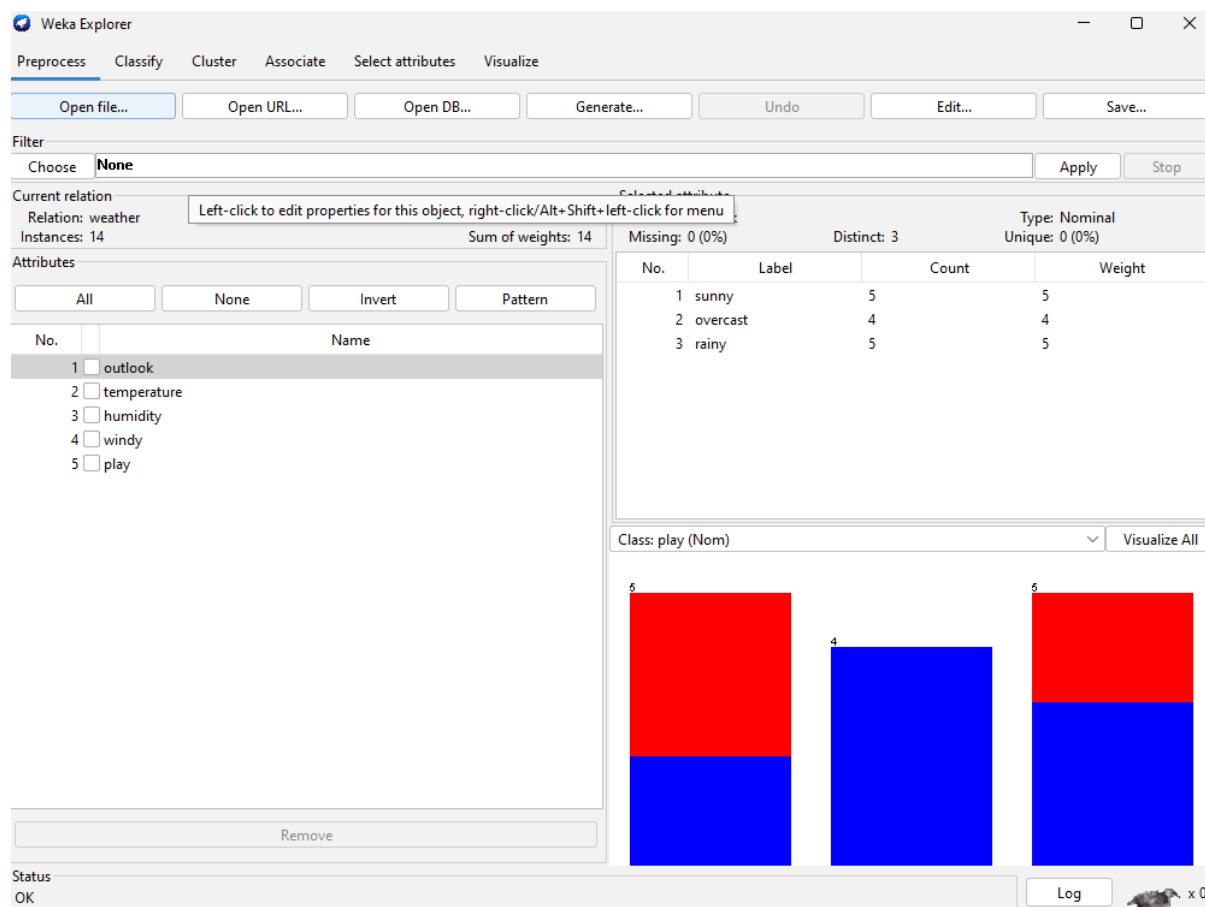 Weka Explorer
Preprocess Classify Cluster Associate Select attributes Visualize
Open file... Open URL... Open DB... Generate... Undo Edit... Save...
Filter
Choose None Apply Stop
Current relation
Relation: weather
Instances: 14 Sum of weights: 14
Left-click to edit properties for this object, right-click/Alt+Shift+left-click for menu
Selected attribute
Type: Nominal
Missing: 0 (0%) Distinct: 3 Unique: 0 (0%)
Attributes
All None Invert Pattern
No. Name
1 outlook
2 temperature
3 humidity
4 windy
5 play
Remove
No. Label Count Weight
1 sunny 5 5
2 overcast 4 4
3 rainy 5 5
Class: play (Nom) Visualize All
5 4 5
Status
OK
Log x 0